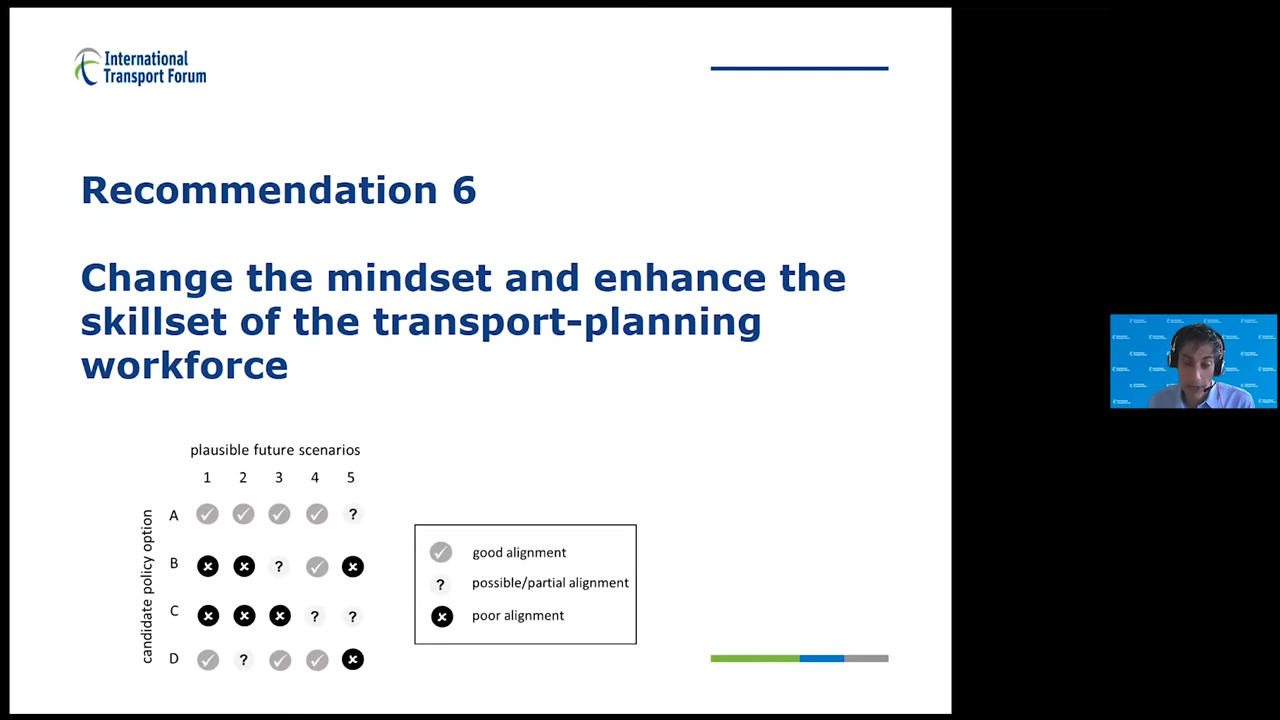 International
Transport Forum
Recommendation 6
Change the mindset and enhance the
skillset of the transport-planning
workforce
plausible future scenarios
1 2 3 4 5
candidate policy option
A ?
B ?
C ? ?
D ?
good alignment
? possible/partial alignment
poor alignment